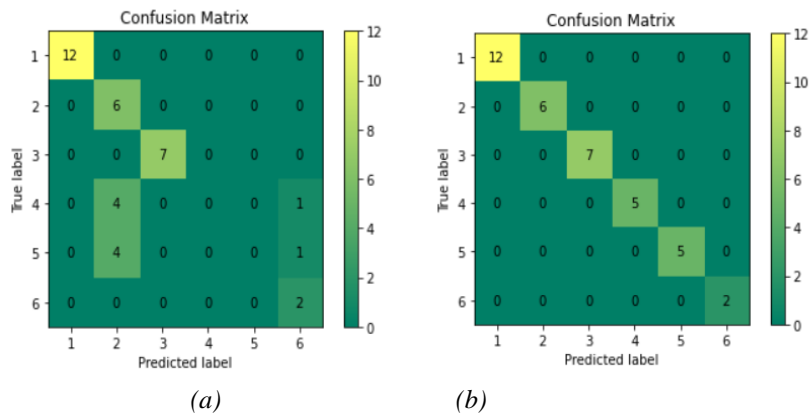 Confusion Matrix
True label
1 12 0 0 0 0 0
2 0 6 0 0 0 0
3 0 0 7 0 0 0
4 0 4 0 0 0 1
5 0 4 0 0 0 1
6 0 0 0 0 0 2
1 2 3 4 5 6
Predicted label
12
10
8
6
4
2
0
(a)
Confusion Matrix
True label
1 12 0 0 0 0 0
2 0 6 0 0 0 0
3 0 0 7 0 0 0
4 0 0 0 5 0 0
5 0 0 0 0 5 0
6 0 0 0 0 0 2
1 2 3 4 5 6
Predicted label
12
10
8
6
4
2
0
(b)